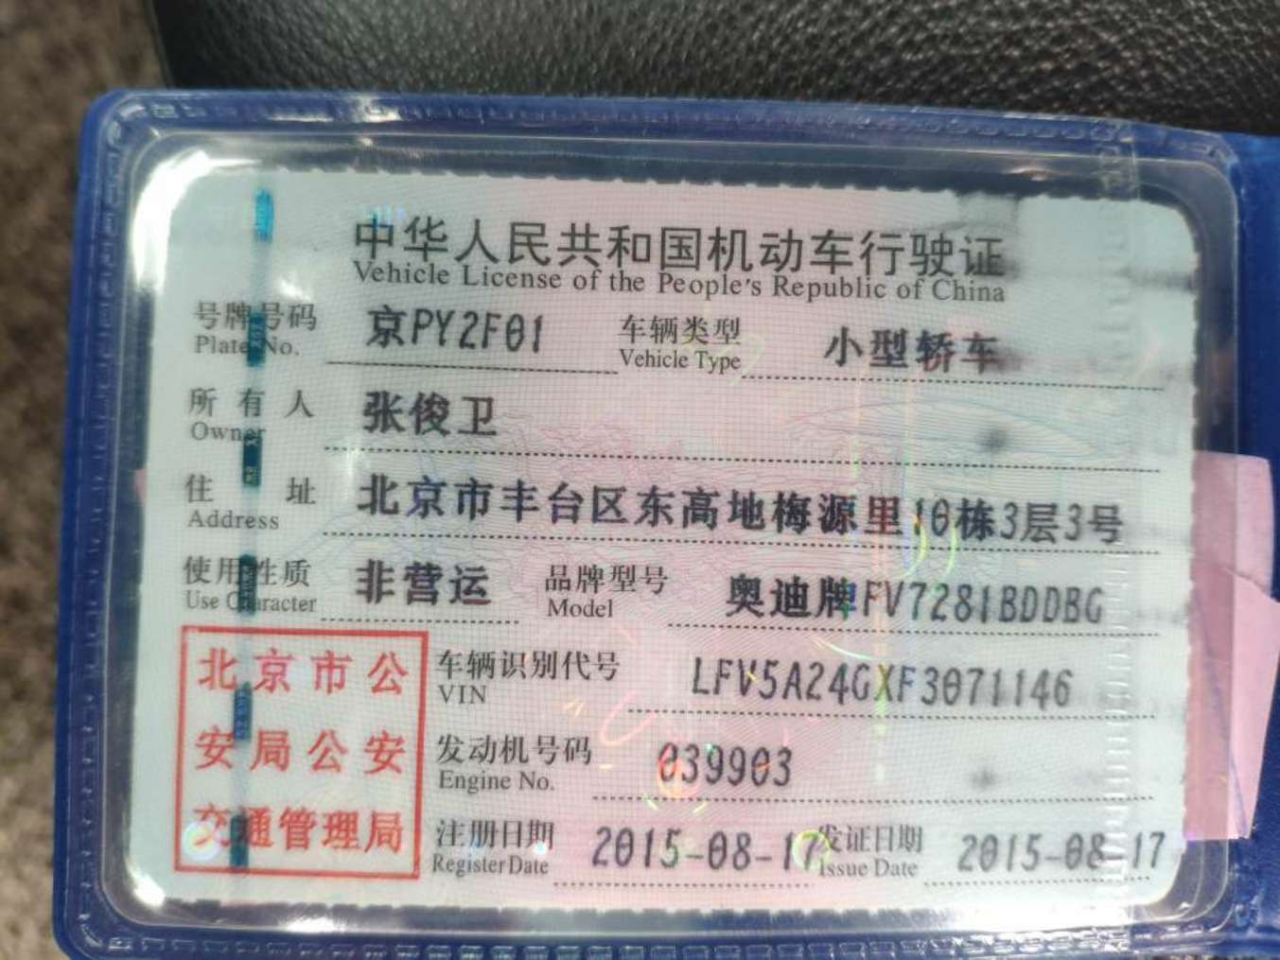 中华人民共和国机动车行驶证
Vehicle License of the People's Republic of China
号牌号码 京PY2F01 车辆类型 小型轿车
Plate No. Vehicle Type
所有人 张俊卫
Owner
住址 北京市丰台区东高地梅源里10栋3层3号
Address
使用性质 非营运 品牌型号 奥迪牌FV7281BDDBG
Use Character Model
北京市公
安局公安
交通管理局
车辆识别代号 LFV5A24GXF3071146
VIN
发动机号码 039903
Engine No.
注册日期 2015-08-17 发证日期 2015-08-17
Register Date Issue Date